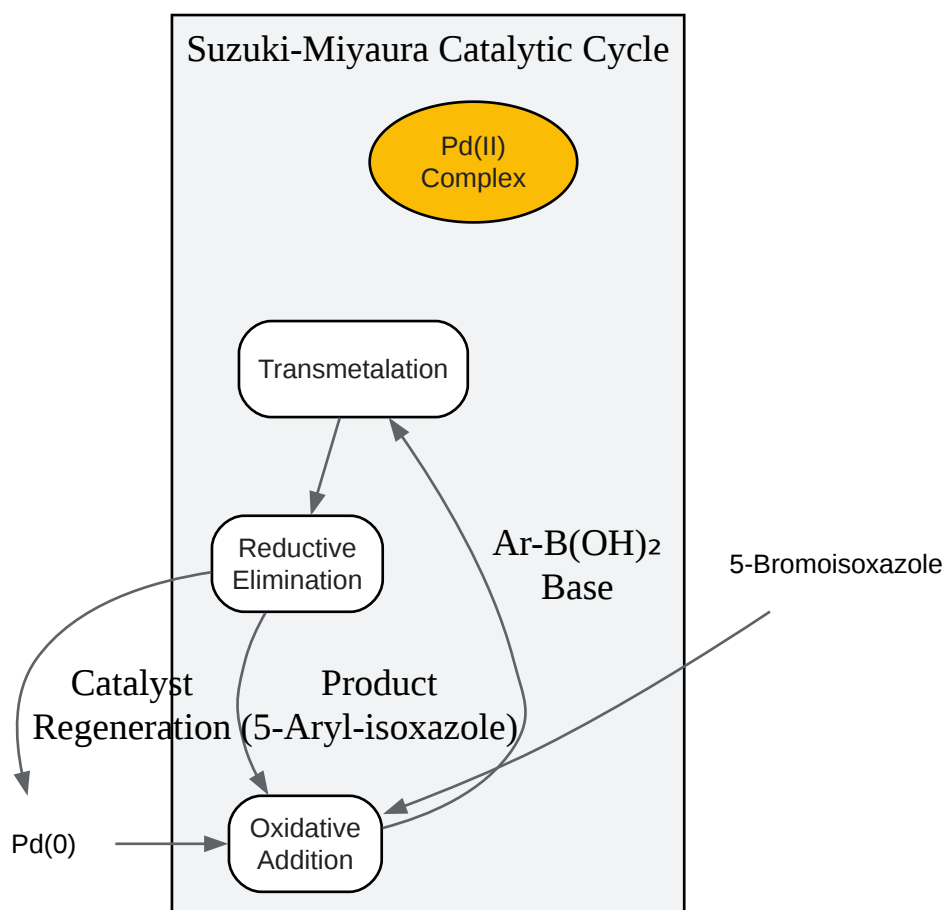 Suzuki-Miyaura Catalytic Cycle
Pd(II)
Complex
Transmetalation
Reductive
Elimination
Ar-B(OH)₂
Base
5-Bromoisoxazole
Catalyst
Regeneration
Product
(5-Aryl-isoxazole)
Pd(0)
Oxidative
Addition